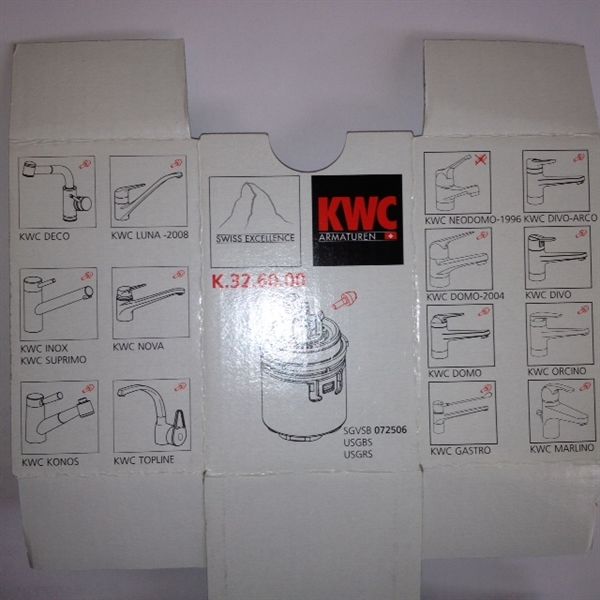 KWC DECO
KWC LUNA -2008
KWC INOX
KWC SUPRIMO
KWC NOVA
KWC KONOS
KWC TOPLINE
SWISS EXCELLENCE
KWC
ARMATUREN
K.32.60.00
SGVSB 072506
USGBS
USGRS
KWC NEODOMO-1996
KWC DIVO-ARCO
KWC DOMO-2004
KWC DIVO
KWC DOMO
KWC ORCINO
KWC GASTRO
KWC MARLINO